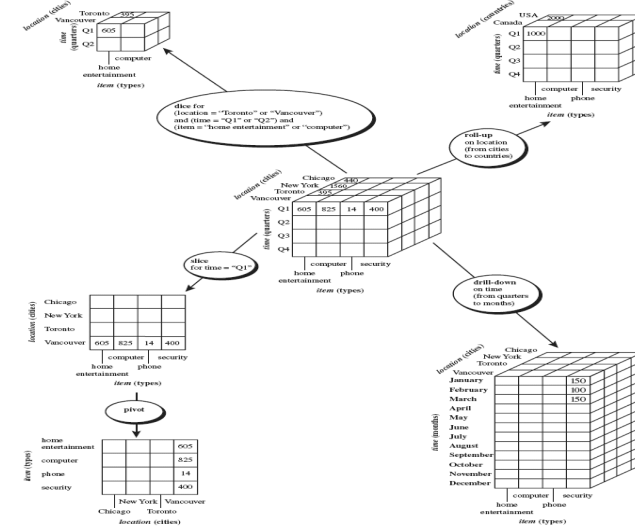 location (cities)
Toronto 395
Vancouver
Q1 605
Q2
time (quarters)
computer
home
entertainment
item (types)
location (countries)
USA 2000
Canada
Q1 1000
Q2
Q3
Q4
time (quarters)
computer security
home phone
entertainment
item (types)
dice for
(location = "Toronto" or "Vancouver")
and (time = "Q1" or "Q2") and
(item = "home entertainment" or "computer")
roll-up
on location
(from cities
to countries)
location (cities)
Chicago 440
New York 1560
Toronto 395
Vancouver
Q1 605 825 14 400
Q2
Q3
Q4
time (quarters)
computer security
home phone
entertainment
item (types)
slice
for time = "Q1"
drill-down
on time
(from quarters
to months)
location (cities)
Chicago
New York
Toronto
Vancouver 605 825 14 400
computer security
home phone
entertainment
item (types)
pivot
item (types)
home
entertainment 605
computer 825
phone 14
security 400
New York Vancouver
Chicago Toronto
location (cities)
location (cities)
Chicago
New York
Toronto
Vancouver
January 150
February 100
March 150
April
May
June
July
August
September
October
November
December
time (months)
computer security
home phone
entertainment
item (types)